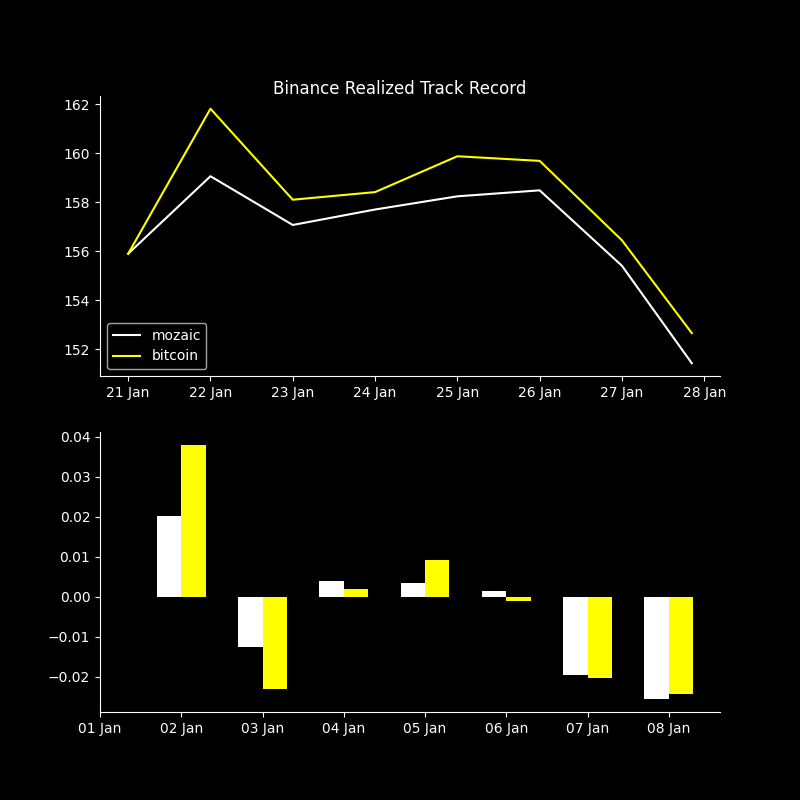 Binance Realized Track Record
162
160
158
156
154
152
mozaic
bitcoin
21 Jan 22 Jan 23 Jan 24 Jan 25 Jan 26 Jan 27 Jan 28 Jan
0.04
0.03
0.02
0.01
0.00
−0.01
−0.02
01 Jan 02 Jan 03 Jan 04 Jan 05 Jan 06 Jan 07 Jan 08 Jan